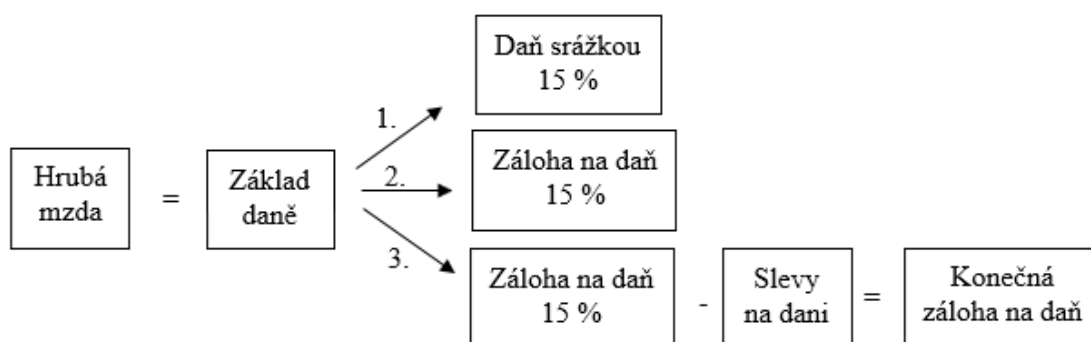 Daň srážkou
15 %
1.
Hrubá
mzda
=
Základ
daně
2.
Záloha na daň
15 %
3.
Záloha na daň
15 %
-
Slevy
na dani
=
Konečná
záloha na daň